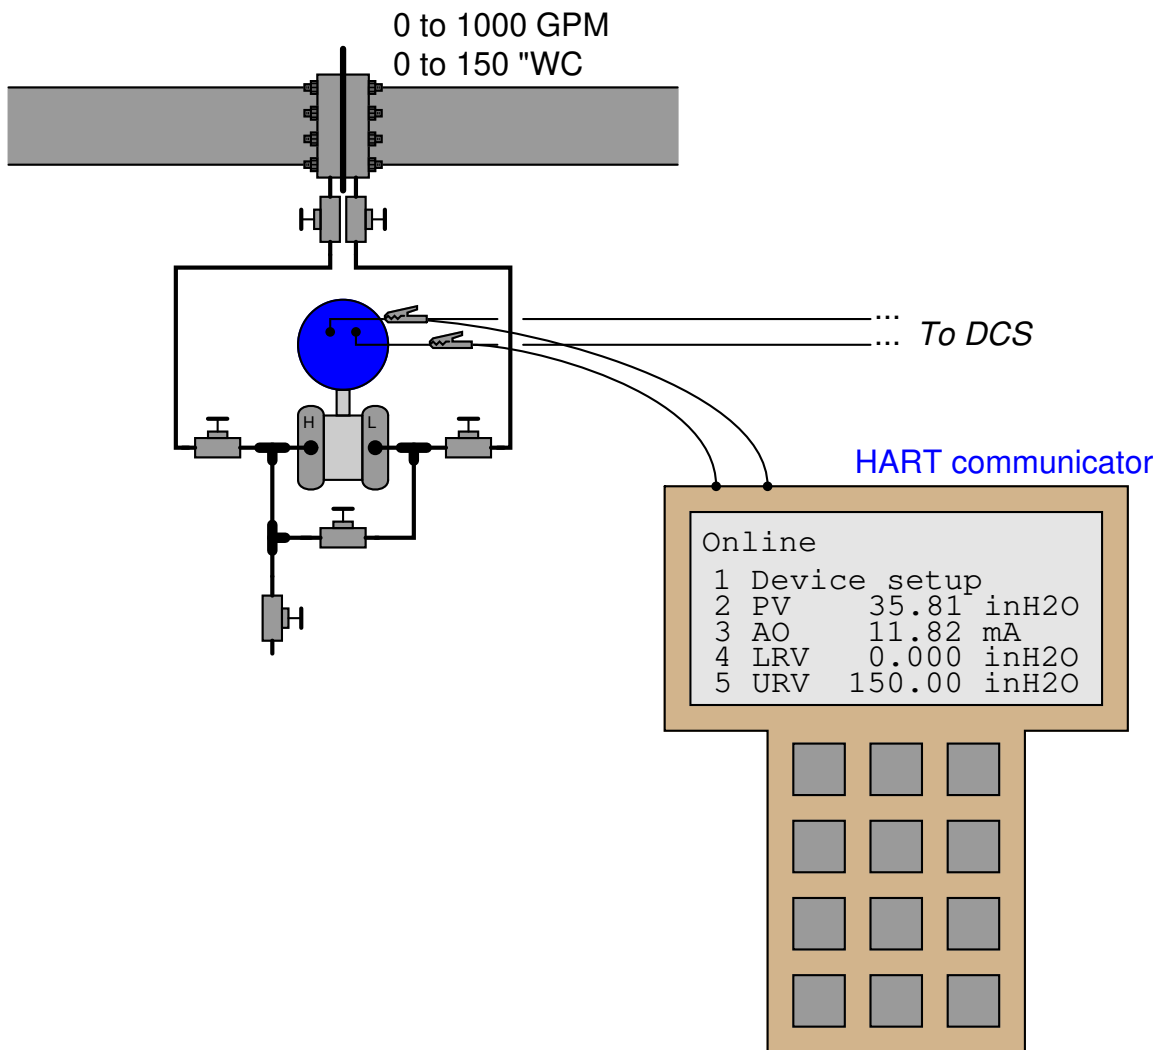 0 to 1000 GPM
0 to 150 "WC
... To DCS
...
H L
HART communicator
Online
1 Device setup
2 PV 35.81 inH2O
3 AO 11.82 mA
4 LRV 0.000 inH2O
5 URV 150.00 inH2O